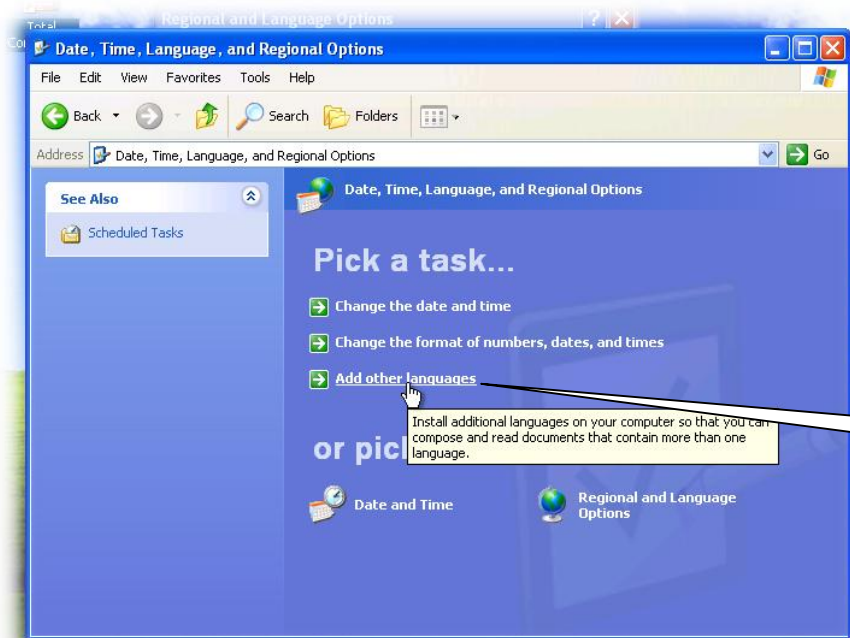 Regional and Language Options
Total
Date, Time, Language, and Regional Options
File Edit View Favorites Tools Help
Back Search Folders
Address Date, Time, Language, and Regional Options Go
See Also
Scheduled Tasks
Date, Time, Language, and Regional Options
Pick a task...
Change the date and time
Change the format of numbers, dates, and times
Add other languages
Install additional languages on your computer so that you can
compose and read documents that contain more than one
language.
or pick
Date and Time
Regional and Language
Options